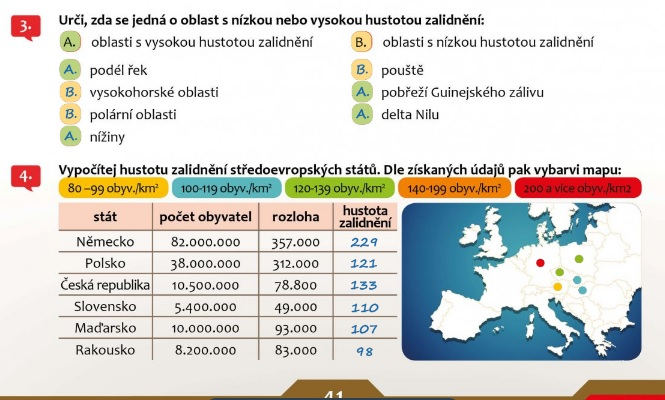 3. Urči, zda se jedná o oblast s nízkou nebo vysokou hustotou zalidnění:
A. oblasti s vysokou hustotou zalidnění
B. oblasti s nízkou hustotou zalidnění
A. podél řek
B. pouště
B. vysokohorské oblasti
A. pobřeží Guinejského zálivu
B. polární oblasti
A. delta Nilu
A. nížiny
4. Vypočítej hustotu zalidnění středoevropských států. Dle získaných údajů pak vybarvi mapu:
80 –99 obyv./km² 100-119 obyv./km² 120-139 obyv./km² 140-199 obyv./km² 200 a více obyv./km2
stát počet obyvatel rozloha hustota zalidnění
Německo 82.000.000 357.000 229
Polsko 38.000.000 312.000 121
Česká republika 10.500.000 78.800 133
Slovensko 5.400.000 49.000 110
Maďarsko 10.000.000 93.000 107
Rakousko 8.200.000 83.000 98
41